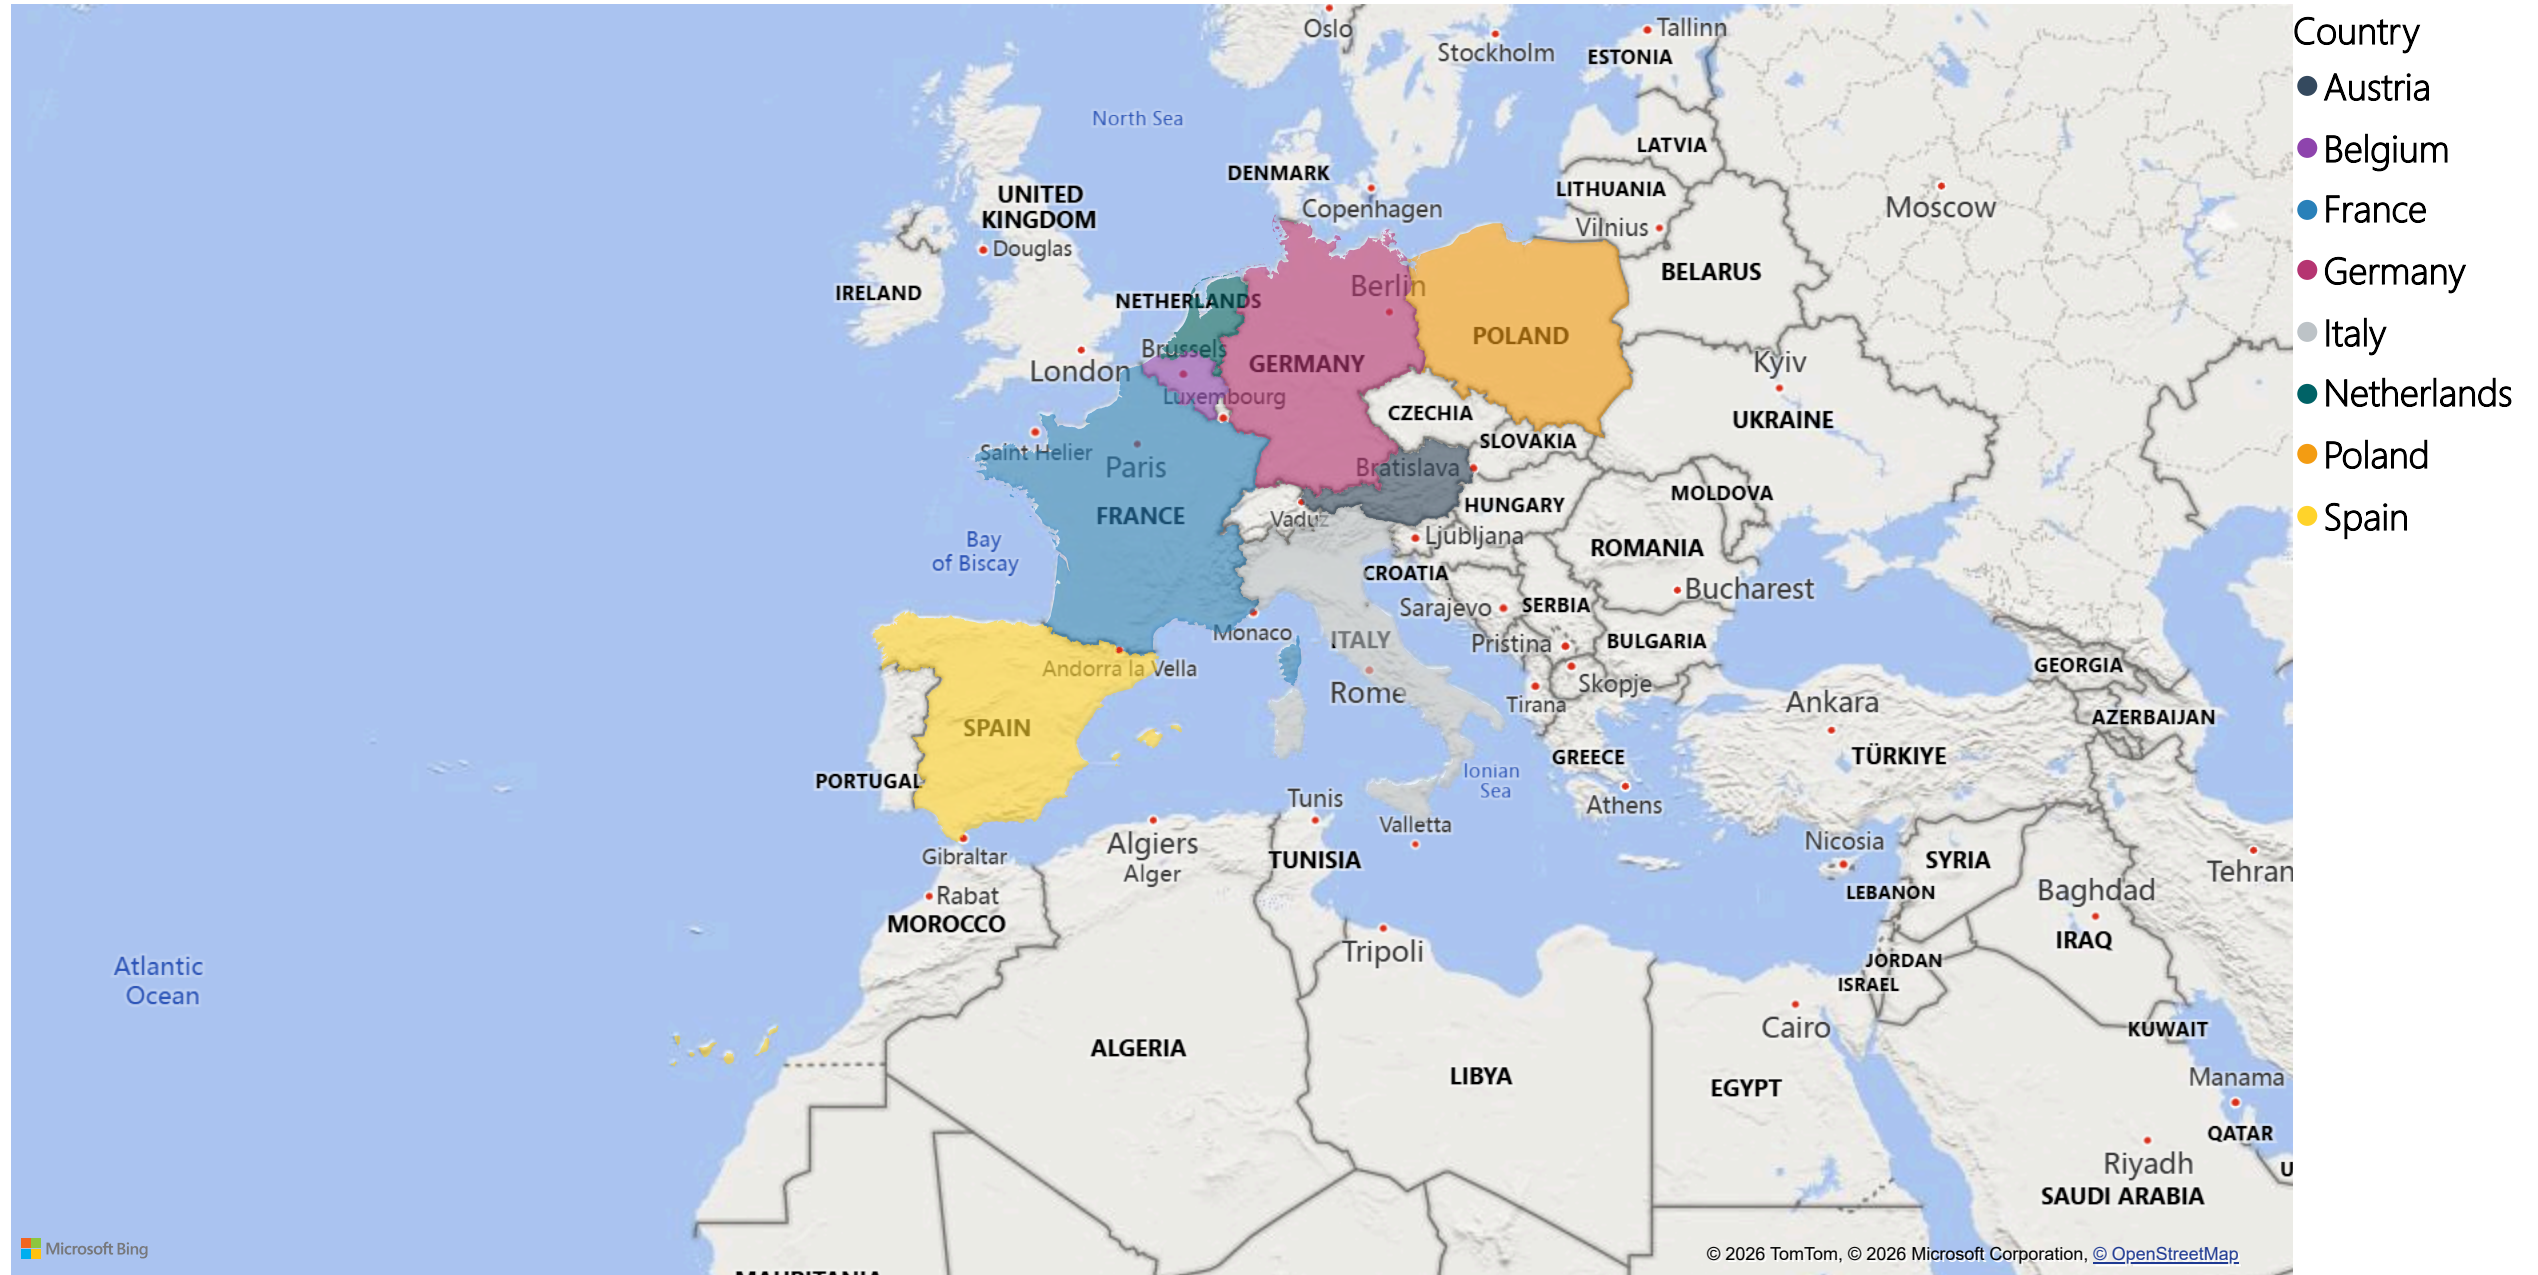 Oslo
Stockholm
Tallinn
ESTONIA
North Sea
LATVIA
DENMARK
LITHUANIA
Copenhagen
Vilnius
Moscow
UNITED
KINGDOM
Douglas
IRELAND
BELARUS
Berlin
NETHERLANDS
POLAND
Brussels
GERMANY
London
Kyiv
Luxembourg
CZECHIA
UKRAINE
SLOVAKIA
Saint Helier
Paris
Bratislava
MOLDOVA
HUNGARY
FRANCE
Vaduz
Ljubljana
ROMANIA
Bay
of Biscay
CROATIA
Bucharest
Sarajevo
SERBIA
Monaco
ITALY
Pristina
BULGARIA
Andorra la Vella
GEORGIA
Rome
Skopje
Tirana
Ankara
AZERBAIJAN
SPAIN
GREECE
TÜRKIYE
PORTUGAL
Ionian
Sea
Tunis
Athens
Valletta
Gibraltar
Algiers
Alger
TUNISIA
Nicosia
SYRIA
Tehran
LEBANON
Baghdad
Rabat
MOROCCO
Tripoli
IRAQ
JORDAN
ISRAEL
Atlantic
Ocean
Cairo
KUWAIT
ALGERIA
LIBYA
EGYPT
Manama
QATAR
Riyadh
U
SAUDI ARABIA
MAURITANIA
Microsoft Bing
© 2026 TomTom, © 2026 Microsoft Corporation, © OpenStreetMap
Country
Austria
Belgium
France
Germany
Italy
Netherlands
Poland
Spain